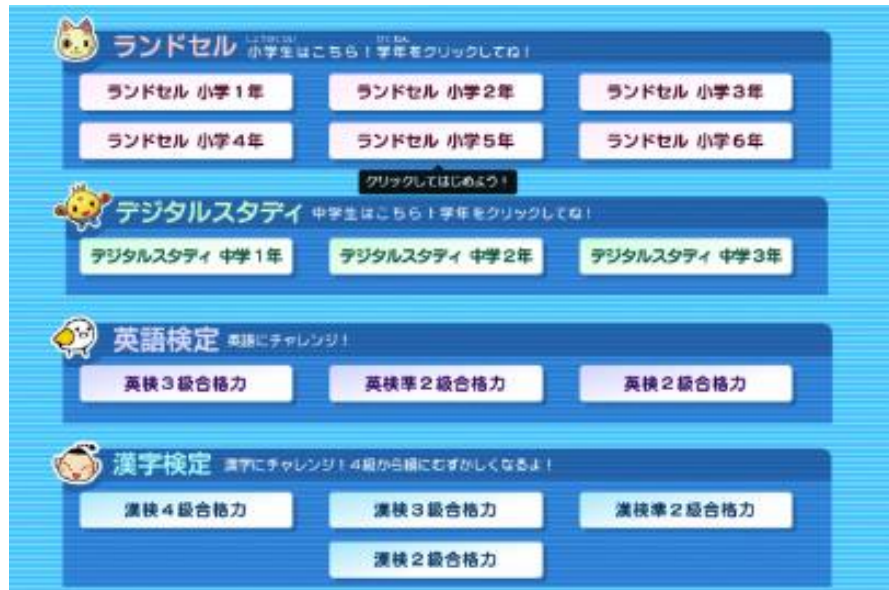 ランドセル 小学生はこちら！学年をクリックしてね！
ランドセル 小学1年 ランドセル 小学2年 ランドセル 小学3年
ランドセル 小学4年 ランドセル 小学5年 ランドセル 小学6年
クリックしてはじめよう！
デジタルスタディ 中学生はこちら！学年をクリックしてね！
デジタルスタディ 中学1年 デジタルスタディ 中学2年 デジタルスタディ 中学3年
英語検定 英語にチャレンジ！
英検3級合格力 英検準2級合格力 英検2級合格力
漢字検定 漢字にチャレンジ！4級から順にむずかしくなるよ！
漢検4級合格力 漢検3級合格力 漢検準2級合格力
漢検2級合格力